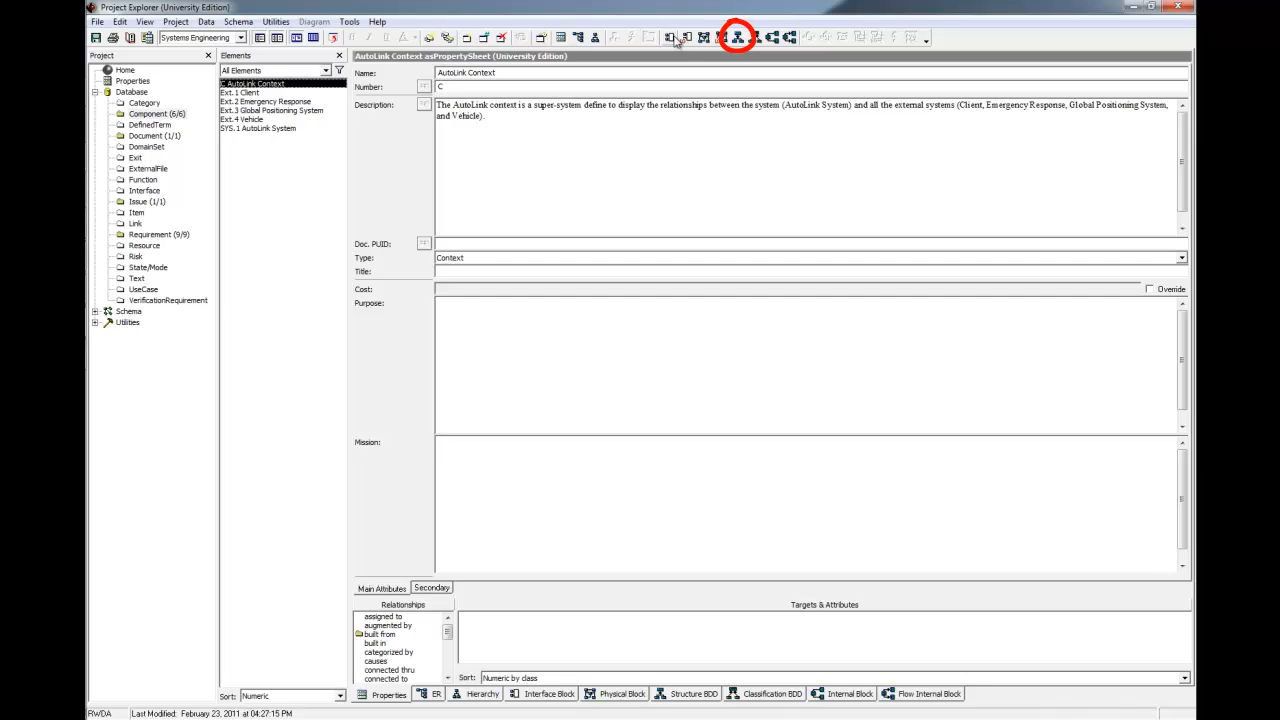 Project Explorer (University Edition)
File Edit View Project Data Schema Utilities Diagram Tools Help
Systems Engineering
Project
Home
Properties
Database
Category
Component (6/6)
DefinedTerm
Document (1/1)
DomainSet
Exit
ExternalFile
Function
Interface
Issue (1/1)
Item
Link
Requirement (9/9)
Resource
Risk
State/Mode
Text
UseCase
VerificationRequirement
Schema
Utilities
Elements
All Elements
C AutoLink Context
Ext.1 Client
Ext.2 Emergency Response
Ext.3 Global Positioning System
Ext.4 Vehicle
SYS.1 AutoLink System
Sort: Numeric
AutoLink Context asPropertySheet (University Edition)
Name: AutoLink Context
Number: C
Description: The AutoLink context is a super-system define to display the relationships between the system (AutoLink System) and all the external systems (Client, Emergency Response, Global Positioning System,
and Vehicle).
Doc. PUID:
Type: Context
Title:
Cost: Override
Purpose:
Mission:
Main Attributes Secondary
Relationships Targets & Attributes
assigned to
augmented by
built from
built in
categorized by
causes
connected thru
connected to
Sort: Numeric by class
Properties ER Hierarchy Interface Block Physical Block Structure BDD Classification BDD Internal Block Flow Internal Block
RWDA Last Modified: February 23, 2011 at 04:27:15 PM